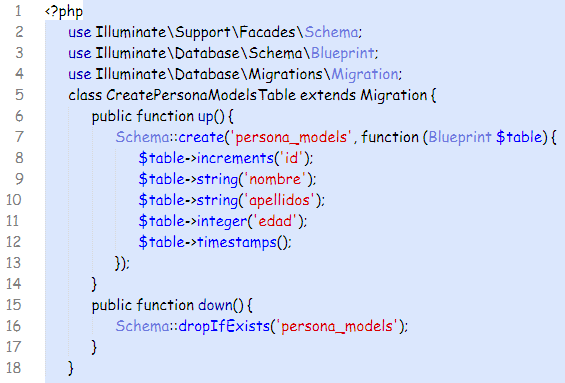 1 <?php
2 use Illuminate\Support\Facades\Schema;
3 use Illuminate\Database\Schema\Blueprint;
4 use Illuminate\Database\Migrations\Migration;
5 class CreatePersonaModelsTable extends Migration {
6 public function up() {
7 Schema::create('persona_models', function (Blueprint $table) {
8 $table->increments('id');
9 $table->string('nombre');
10 $table->string('apellidos');
11 $table->integer('edad');
12 $table->timestamps();
13 });
14 }
15 public function down() {
16 Schema::dropIfExists('persona_models');
17 }
18 }